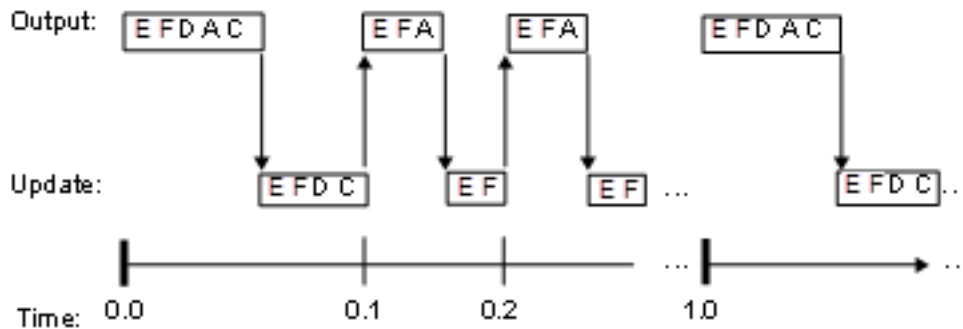 Output: E F D A C E F A E F A E F D A C
Update: E F D C E F E F ... E F D C ..
... ..
Time: 0.0 0.1 0.2 1.0